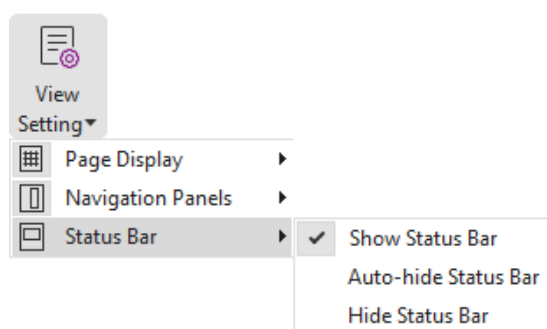 View
Setting
Page Display
Navigation Panels
Status Bar
Show Status Bar
Auto-hide Status Bar
Hide Status Bar